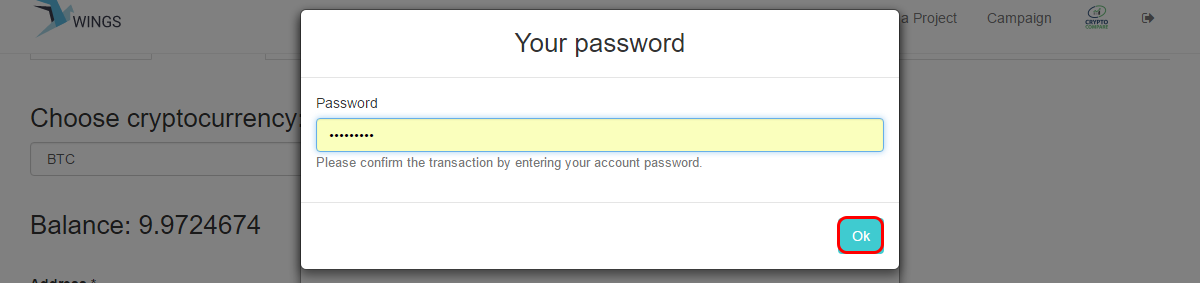 WINGS
a Project
Campaign
CRYPTO
COMPARE
Your password
Password
•••••••••
Please confirm the transaction by entering your account password.
Ok
Choose cryptocurrency:
BTC
Balance: 9.9724674
Address *